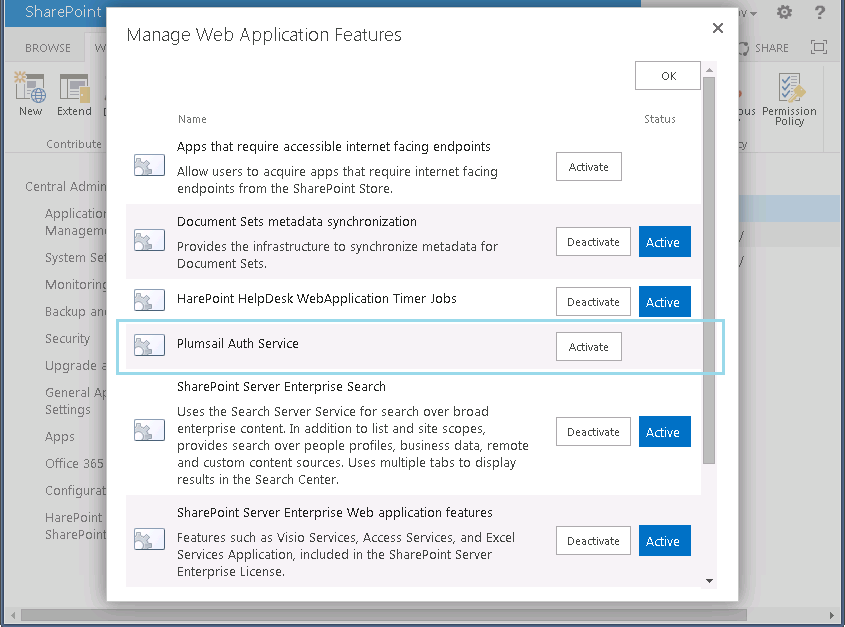 SharePoint
?
Manage Web Application Features
BROWSE
SHARE
OK
New
Extend
Permission
Policy
Contribute
Name
Status
Apps that require accessible internet facing endpoints
Allow users to acquire apps that require internet facing
endpoints from the SharePoint Store.
Activate
Central Admin
Application
Managem
System Set
Monitoring
Backup and
Security
Upgrade a
General Ap
Settings
Apps
Office 365
Configurat
HarePoint
SharePoint
Document Sets metadata synchronization
Provides the infrastructure to synchronize metadata for
Document Sets.
Deactivate
Active
HarePoint HelpDesk WebApplication Timer Jobs
Deactivate
Active
Plumsail Auth Service
Activate
SharePoint Server Enterprise Search
Uses the Search Server Service for search over broad
enterprise content. In addition to list and site scopes,
provides search over people profiles, business data, remote
and custom content sources. Uses multiple tabs to display
results in the Search Center.
Deactivate
Active
SharePoint Server Enterprise Web application features
Features such as Visio Services, Access Services, and Excel
Services Application, included in the SharePoint Server
Enterprise License.
Deactivate
Active